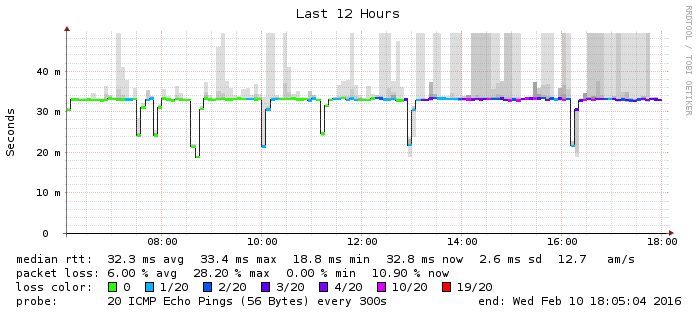 Last 12 Hours
RRDTOOL / TOBI OETIKER
Seconds
40 m
30 m
20 m
10 m
0
08:00 10:00 12:00 14:00 16:00 18:00
median rtt: 32.3 ms avg 33.4 ms max 18.8 ms min 32.8 ms now 2.6 ms sd 12.7 am/s
packet loss: 6.00 % avg 28.20 % max 0.00 % min 10.90 % now
loss color: 0 1/20 2/20 3/20 4/20 10/20 19/20
probe: 20 ICMP Echo Pings (56 Bytes) every 300s end: Wed Feb 10 18:05:04 2016